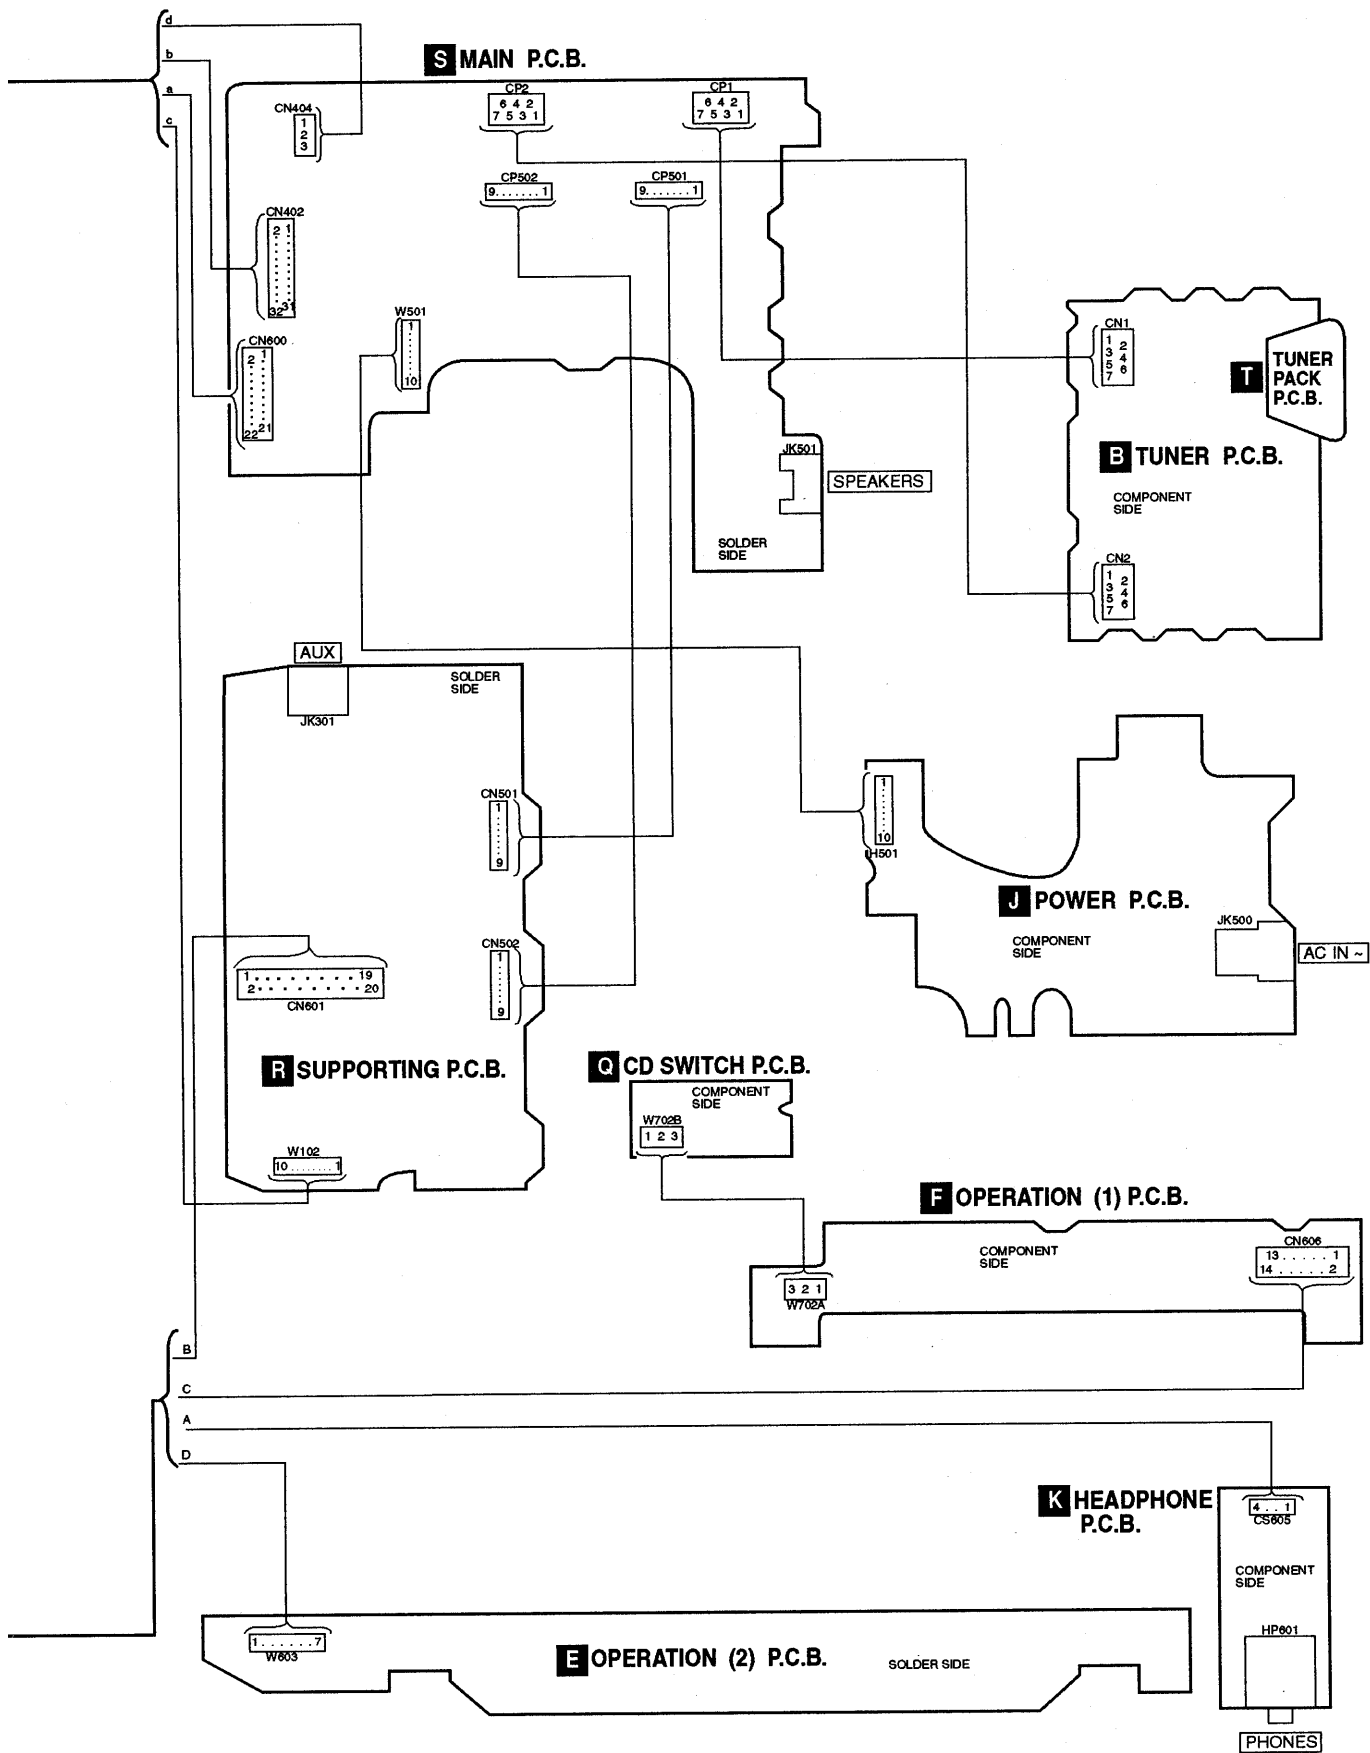 d
b
a
c
S MAIN P.C.B.
CN404
1
2
3
CP2
6 4 2
7 5 3 1
CP1
6 4 2
7 5 3 1
CP502
9.......1
CP501
9.......1
CN402
2 1
32 31
W501
1
10
CN600
2 1
22 21
JK501
SPEAKERS
SOLDER
SIDE
CN1
1 2
3 4
5 6
7
T
TUNER
PACK
P.C.B.
B TUNER P.C.B.
COMPONENT
SIDE
CN2
1 2
3 4
5 6
7
AUX
JK301
SOLDER
SIDE
CN501
1
9
CN502
1
9
1 . . . . . . . . 19
2 . . . . . . . . 20
CN601
R SUPPORTING P.C.B.
W102
10.......1
1
10
H501
J POWER P.C.B.
COMPONENT
SIDE
JK500
AC IN ~
Q CD SWITCH P.C.B.
COMPONENT
SIDE
W702B
1 2 3
F OPERATION (1) P.C.B.
COMPONENT
SIDE
CN606
13 . . . . . 1
14 . . . . . 2
3 2 1
W702A
B
C
A
D
K HEADPHONE
P.C.B.
4 . . 1
CS605
COMPONENT
SIDE
HP601
PHONES
1 . . . . . . 7
W603
E OPERATION (2) P.C.B.
SOLDER SIDE